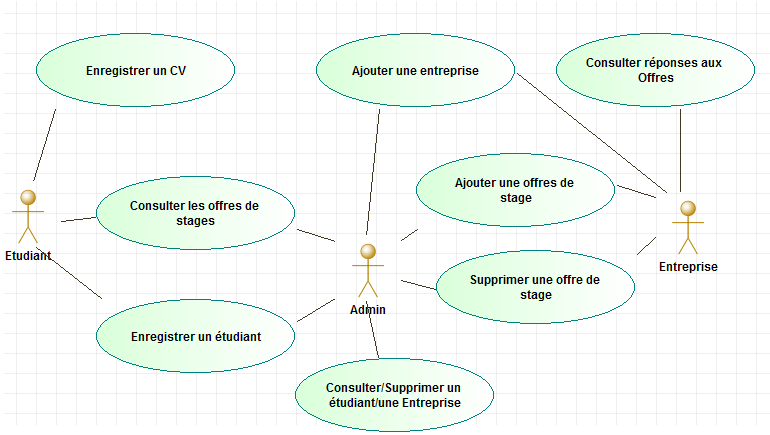 Enregistrer un CV
Ajouter une entreprise
Consulter réponses aux
Offres
Consulter les offres de
stages
Ajouter une offres de
stage
Etudiant
Entreprise
Supprimer une offre de
stage
Admin
Enregistrer un étudiant
Consulter/Supprimer un
étudiant/une Entreprise